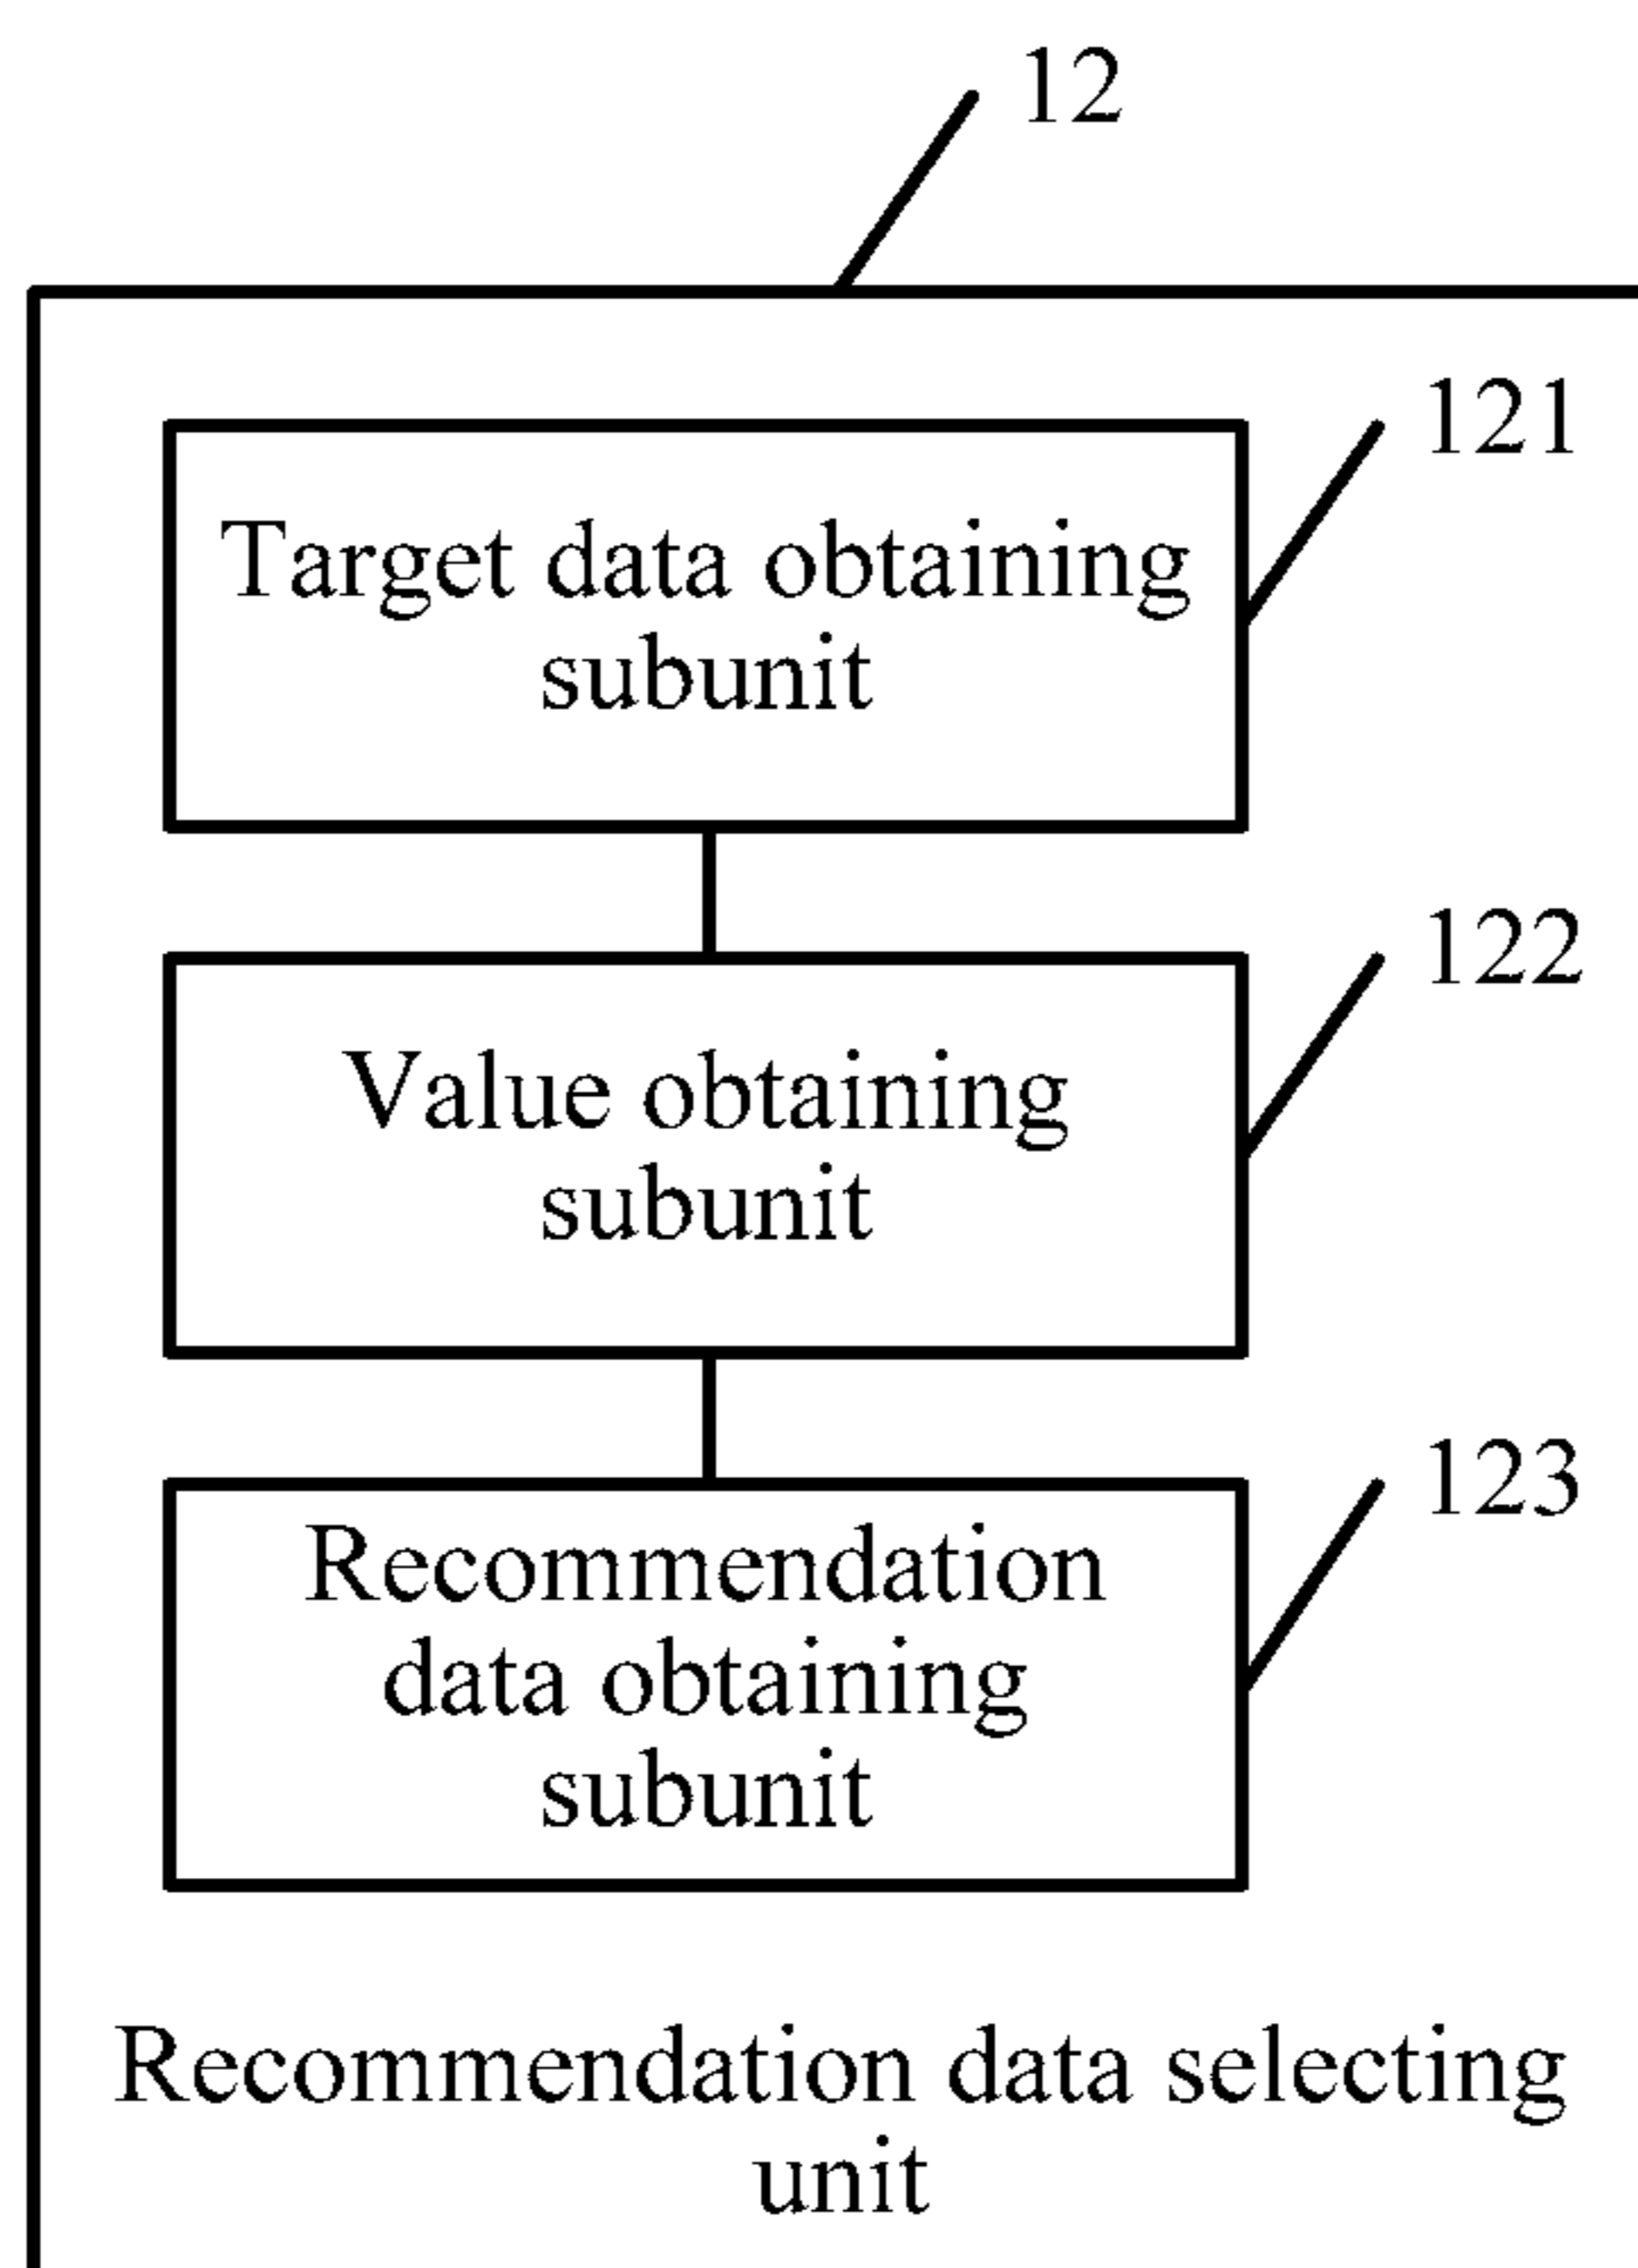 12
121
Target data obtaining
subunit
122
Value obtaining
subunit
123
Recommendation
data obtaining
subunit
Recommendation data selecting
unit